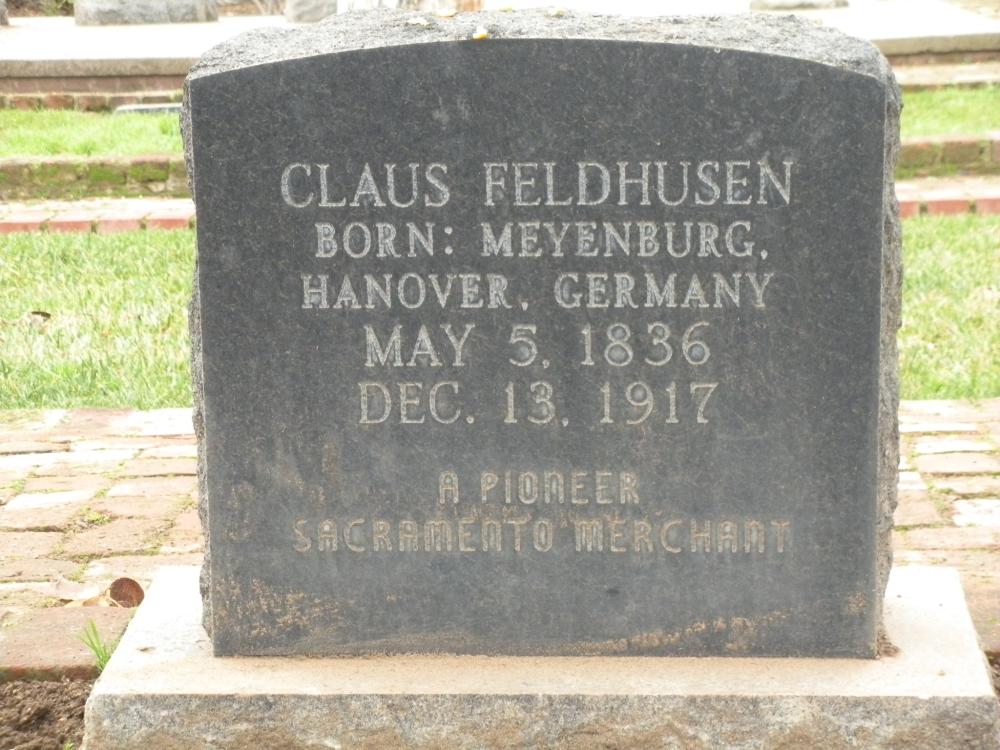 CLAUS FELDHUSEN
BORN: MEYENBURG,
HANOVER, GERMANY
MAY 5, 1836
DEC. 13, 1917
A PIONEER
SACRAMENTO MERCHANT